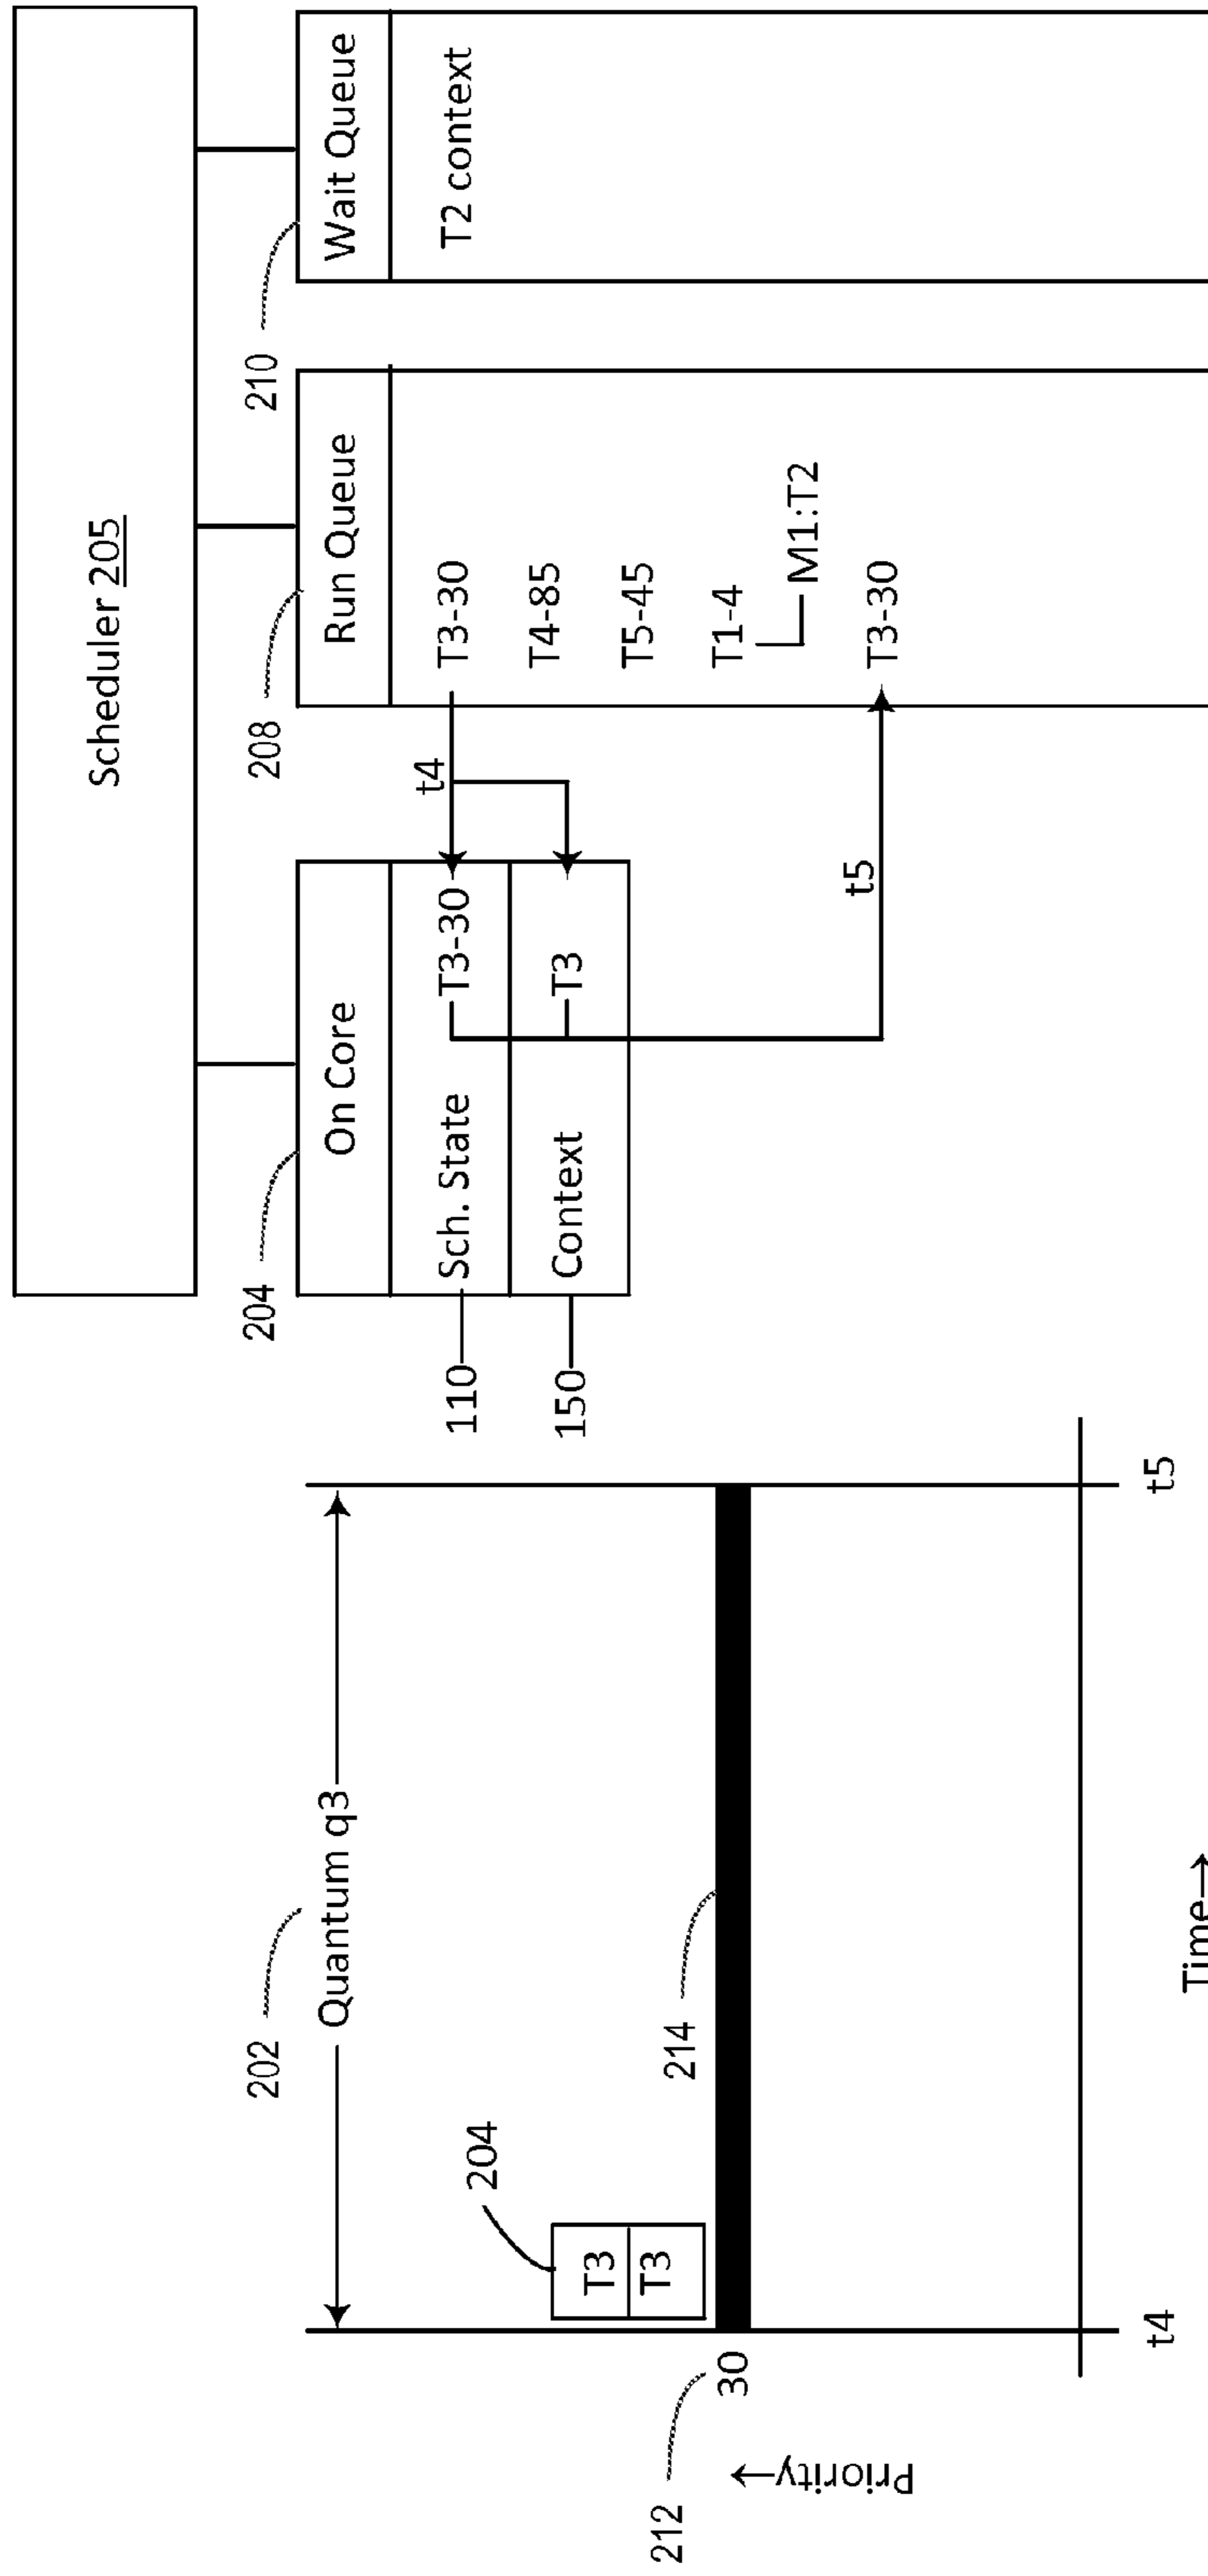 Scheduler 205
202
204
208
210
Quantum q3
On Core
Run Queue
Wait Queue
110
Sch. State
T3-30
t4
T3-30
T2 context
204
T3
T3
150
Context
T3
T4-85
T5-45
T1-4
M1:T2
214
212
30
t5
T3-30
Priority→
t4
t5
Time→